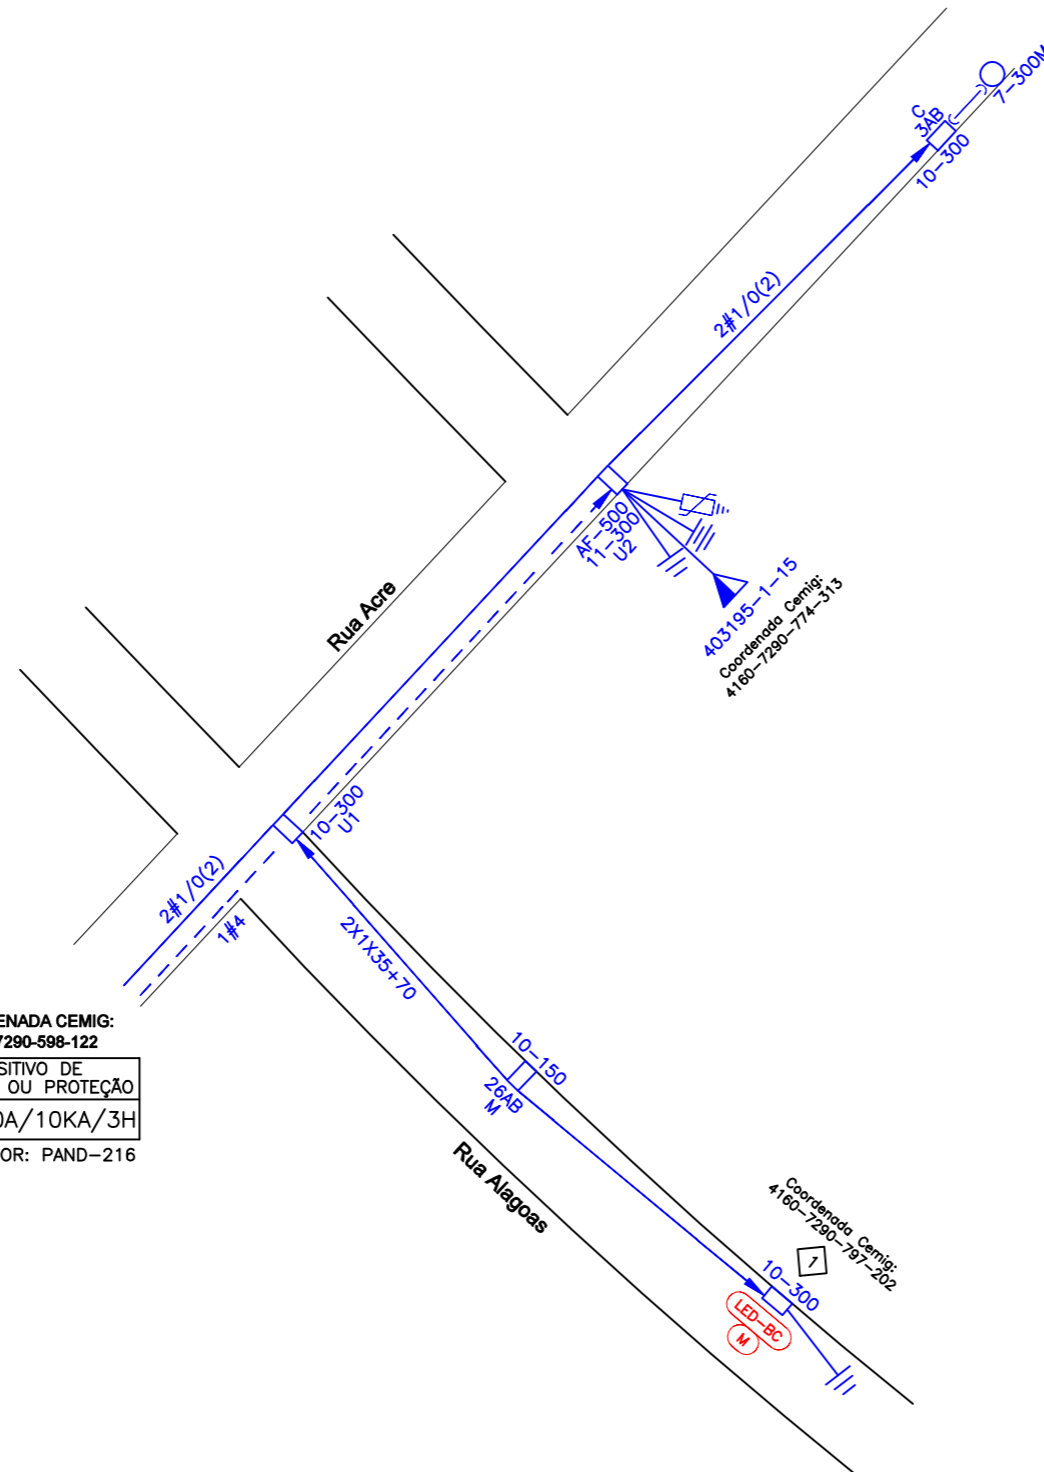 7-300M
C
3AB
10-300
2#1/0(2)
AF-500
11-300
U2
403195-1-15
Coordenada Cemig:
4160-7290-774-313
Rua Acre
10-300
U1
2#1/0(2)
1#4
2X1X35+70
ENADA CEMIG:
7290-598-122
SITIVO DE
OU PROTEÇÃO
0A/10KA/3H
OR: PAND-216
10-150
26AB
M
Rua Alagoas
Coordenada Cemig:
4160-7290-797-202
1
10-300
LED-BC
M